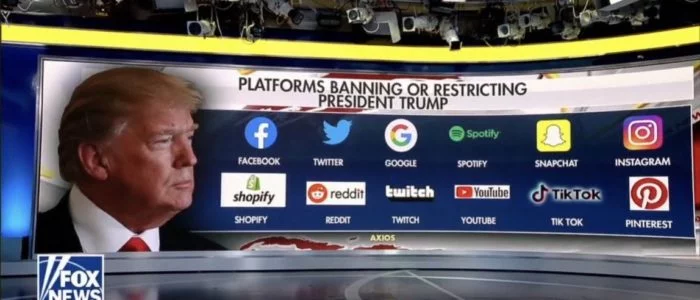 PLATFORMS BANNING OR RESTRICTING
PRESIDENT TRUMP
FACEBOOK
TWITTER
Google
GOOGLE
Spotify
SPOTIFY
SNAPCHAT
INSTAGRAM
shopify
SHOPIFY
reddit
REDDIT
twitch
TWITCH
YouTube
YOUTUBE
TikTok
TIK TOK
PINTEREST
AXIOS
FOX
NEWS